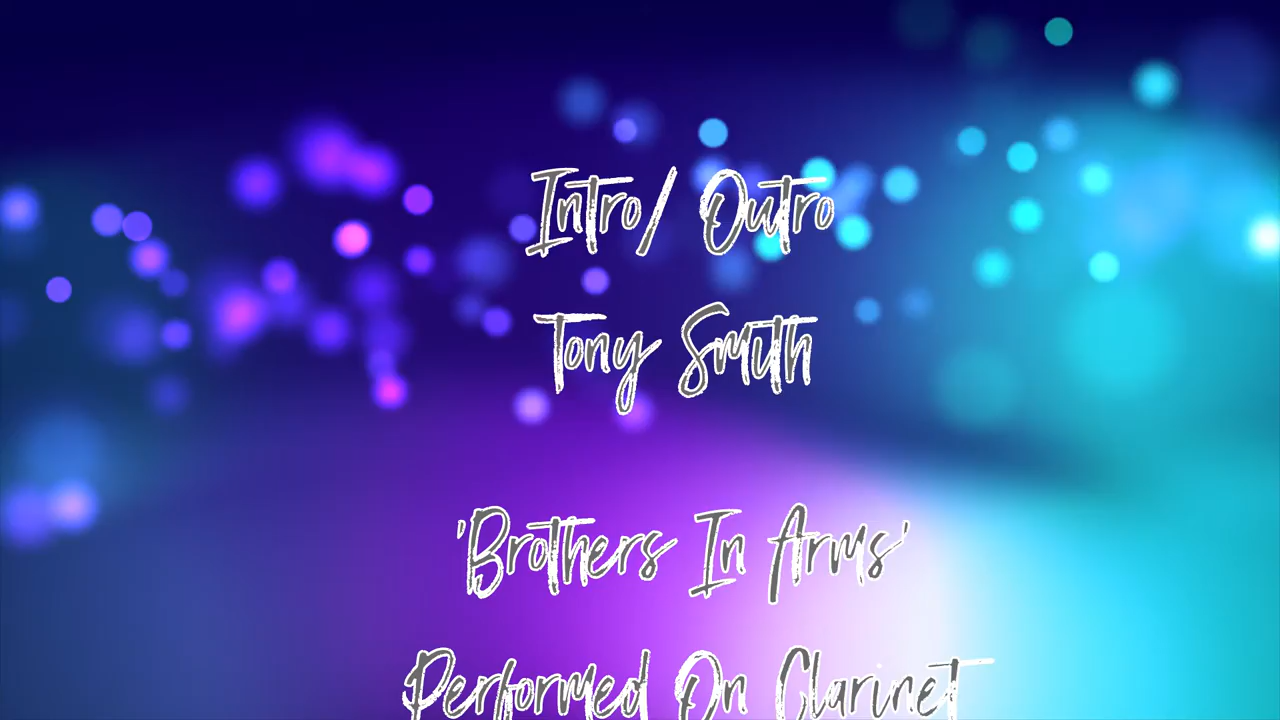 Intro/ Outro
Tony Smith
'Brothers In Arms'
Performed On Clarinet